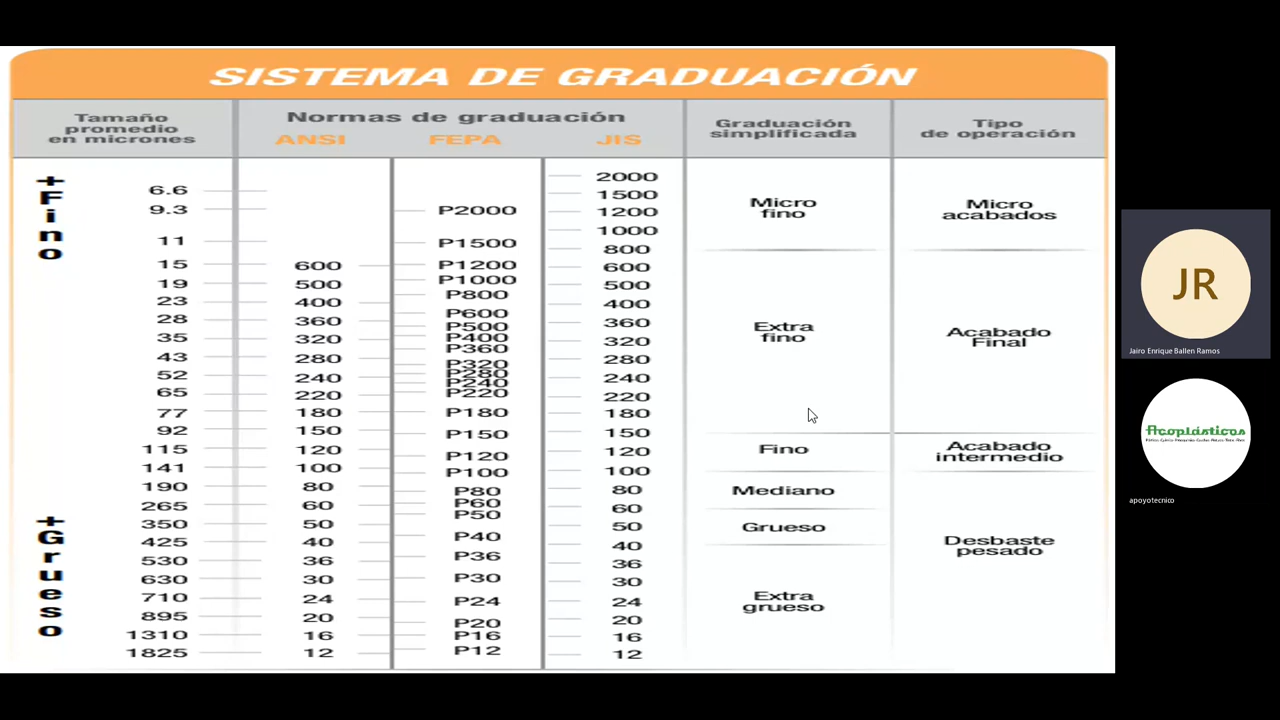 SISTEMA DE GRADUACIÓN
Tamaño
promedio
en micrones
Normas de graduación
ANSI FEPA JIS
Graduación
simplificada
Tipo
de operación
+Fino
+Grueso
6.6
9.3
11
15
19
23
28
35
43
52
65
77
92
115
141
190
265
350
425
530
630
710
895
1310
1825
600
500
400
360
320
280
240
220
180
150
120
100
80
60
50
40
36
30
24
20
16
12
P2000
P1500
P1200
P1000
P800
P600
P500
P400
P360
P320
P280
P240
P220
P180
P150
P120
P100
P80
P60
P50
P40
P36
P30
P24
P20
P16
P12
2000
1500
1200
1000
800
600
500
400
360
320
280
240
220
180
150
120
100
80
60
50
40
36
30
24
20
16
12
Micro
fino
Extra
fino
Fino
Mediano
Grueso
Extra
grueso
Micro
acabados
Acabado
Final
Acabado
intermedio
Desbaste
pesado
JR
Jairo Enrique Ballen Ramos
Acoplásticos
apoyotecnico